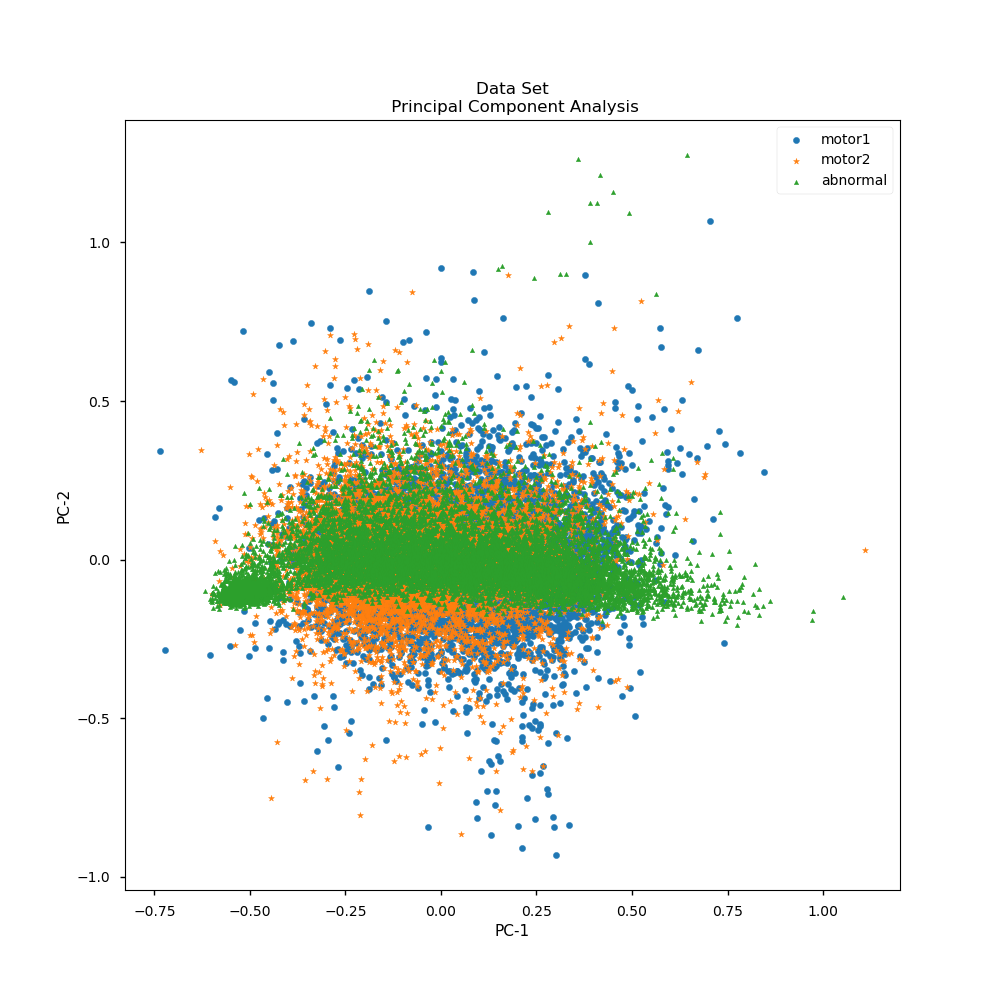 Data Set
Principal Component Analysis
motor1
motor2
abnormal
1.0
0.5
0.0
−0.5
−1.0
PC-2
−0.75 −0.50 −0.25 0.00 0.25 0.50 0.75 1.00
PC-1